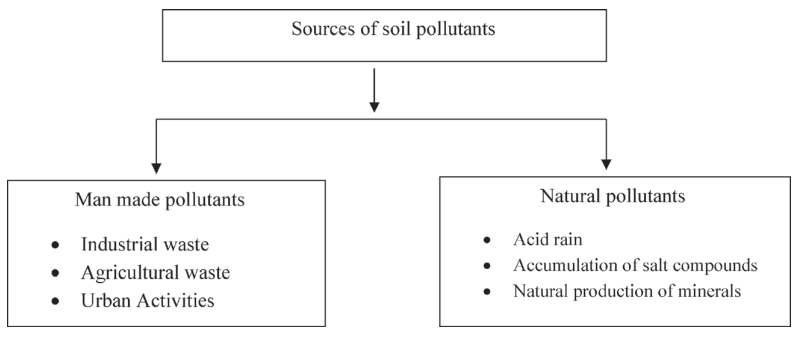 Sources of soil pollutants
Man made pollutants
• Industrial waste
• Agricultural waste
• Urban Activities
Natural pollutants
• Acid rain
• Accumulation of salt compounds
• Natural production of minerals